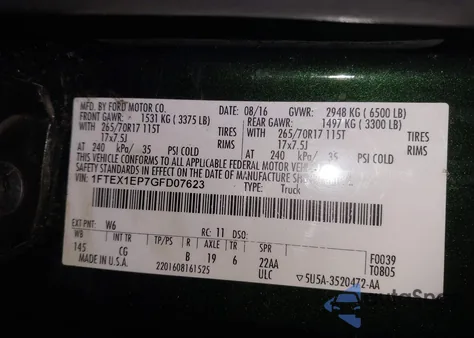 MFD. BY FORD MOTOR CO.
DATE: 08/16 GVWR: 2948 KG ( 6500 LB)
FRONT GAWR: 1531 KG ( 3375 LB) REAR GAWR: 1497 KG ( 3300 LB)
WITH 265/70R17 115T TIRES WITH 265/70R17 115T TIRES
17x7.5J RIMS 17x7.5J RIMS
AT 240 kPa/ 35 PSI COLD AT 240 kPa/ 35 PSI COLD
THIS VEHICLE CONFORMS TO ALL APPLICABLE FEDERAL MOTOR VEHICLE
SAFETY STANDARDS IN EFFECT ON THE DATE OF MANUFACTURE SHOWN
VIN: 1FTEX1EP7GFD07623 TYPE: Truck
EXT PNT: W6 RC: 11 DSO:
WB INT TR TP/PS R AXLE TR SPR
145 CG B 19 6 22AA F0039
ULC T0805
MADE IN U.S.A. 2201608161525 5U5A-3520472-AA